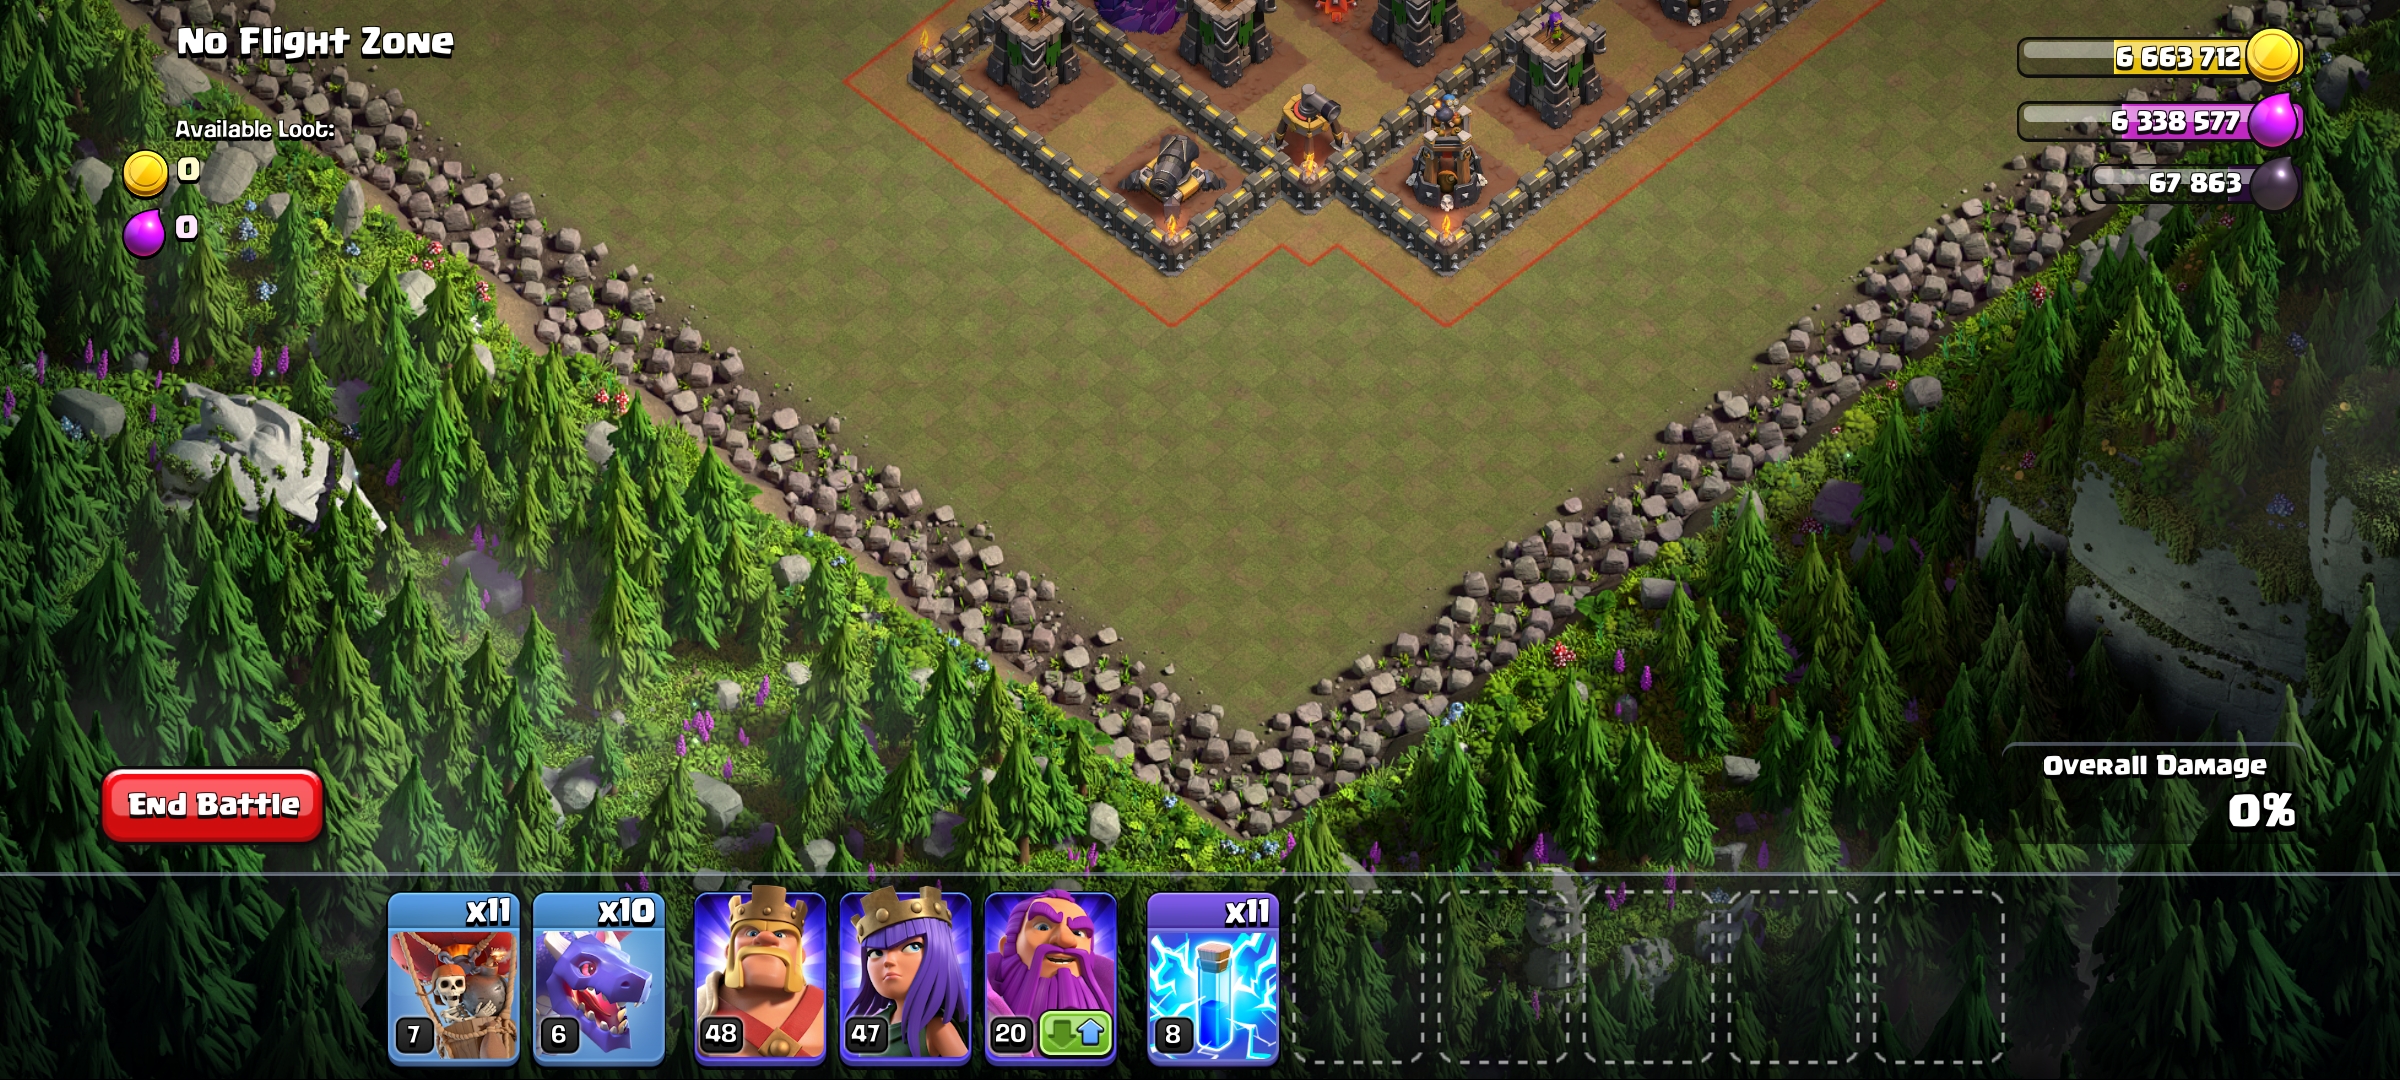 No Flight Zone
Available Loot:
0
0
6 663 712
6 338 577
67 863
End Battle
Overall Damage
0%
x11
7
x10
6
48
47
20
x11
8